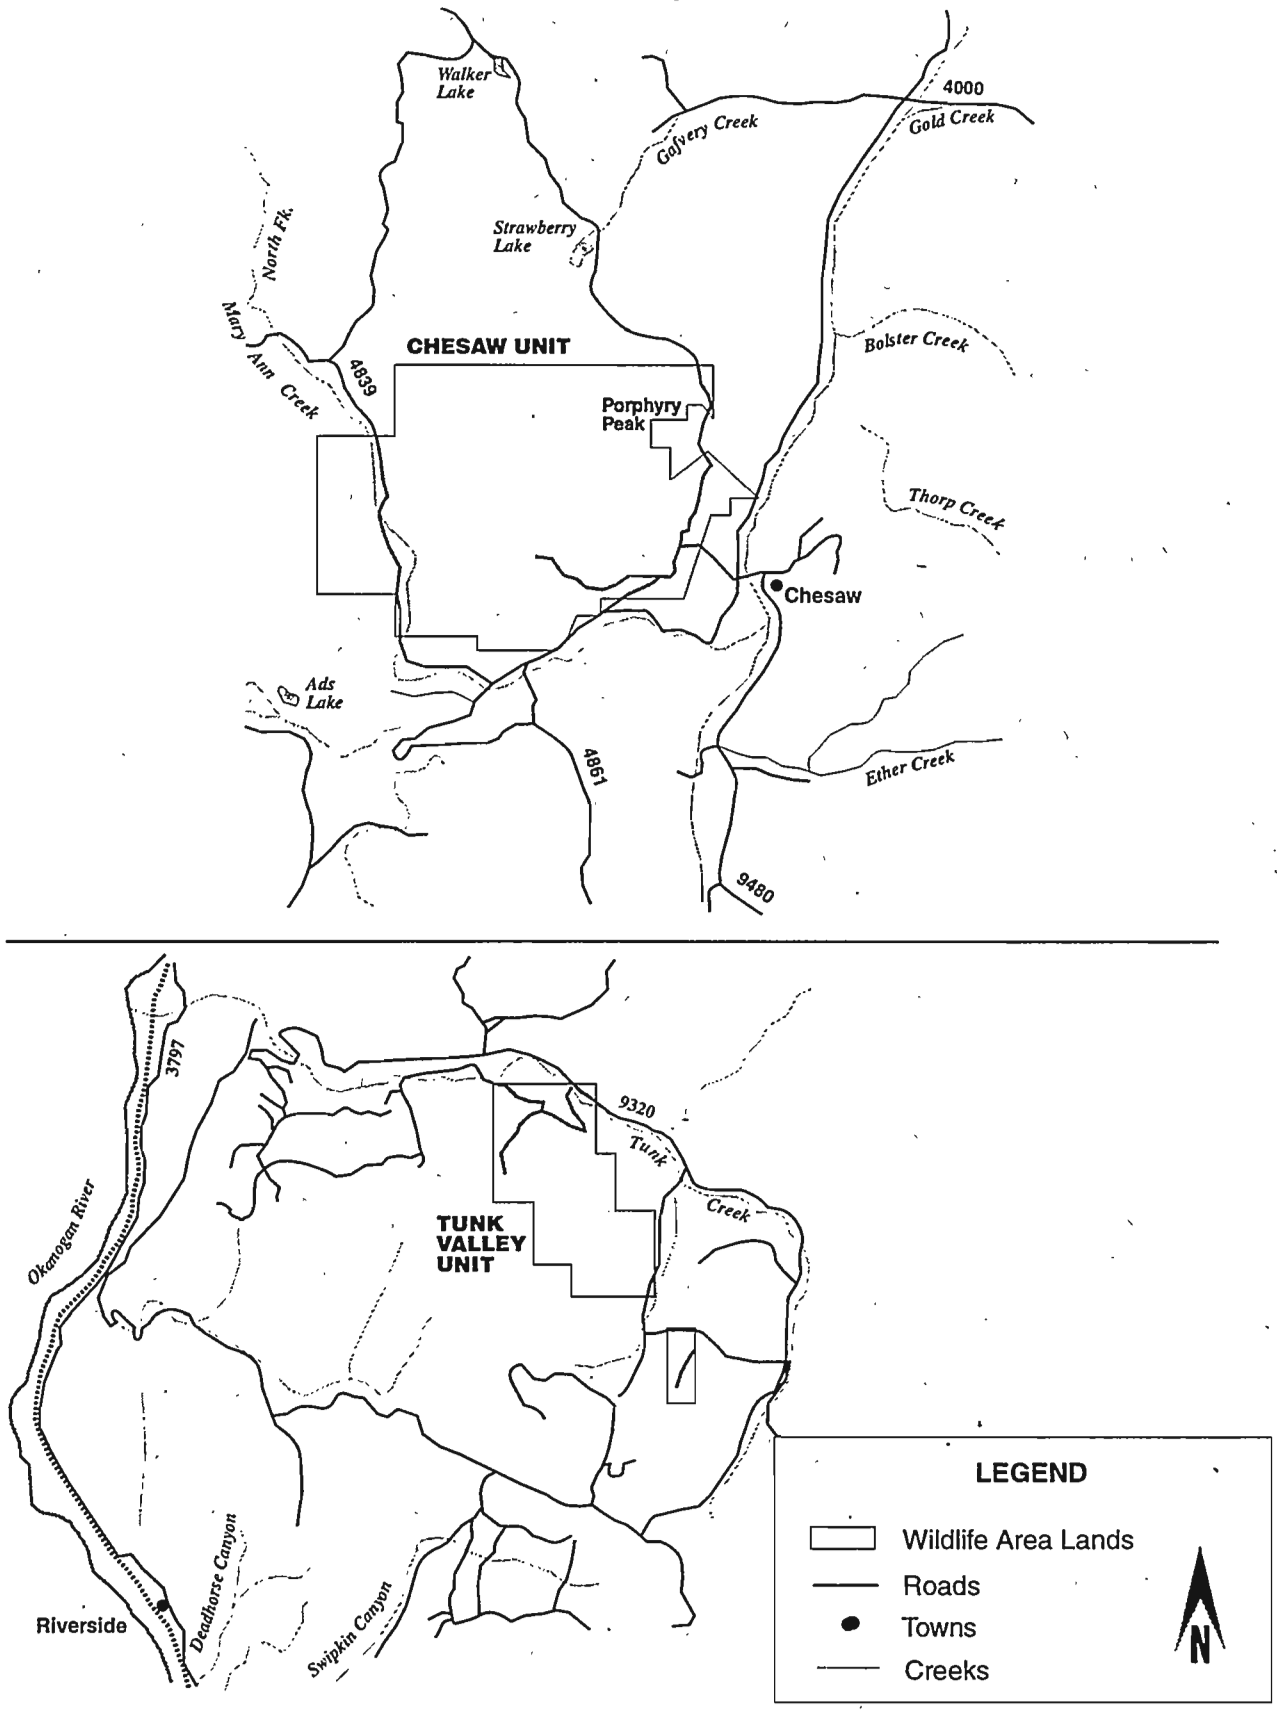 Walker
Lake
4000
Gold Creek
Gafvery Creek
North Fk.
Strawberry
Lake
Mary Ann Creek
Bolster Creek
CHESAW UNIT
4839
Porphyry
Peak
Thorp Creek
Chesaw
Ads
Lake
4861
Ether Creek
9480
3797
9320
Tunk
Creek
Okanogan River
TUNK
VALLEY
UNIT
Riverside
Deadhorse Canyon
Swipkin Canyon
LEGEND
Wildlife Area Lands
Roads
Towns
Creeks
N